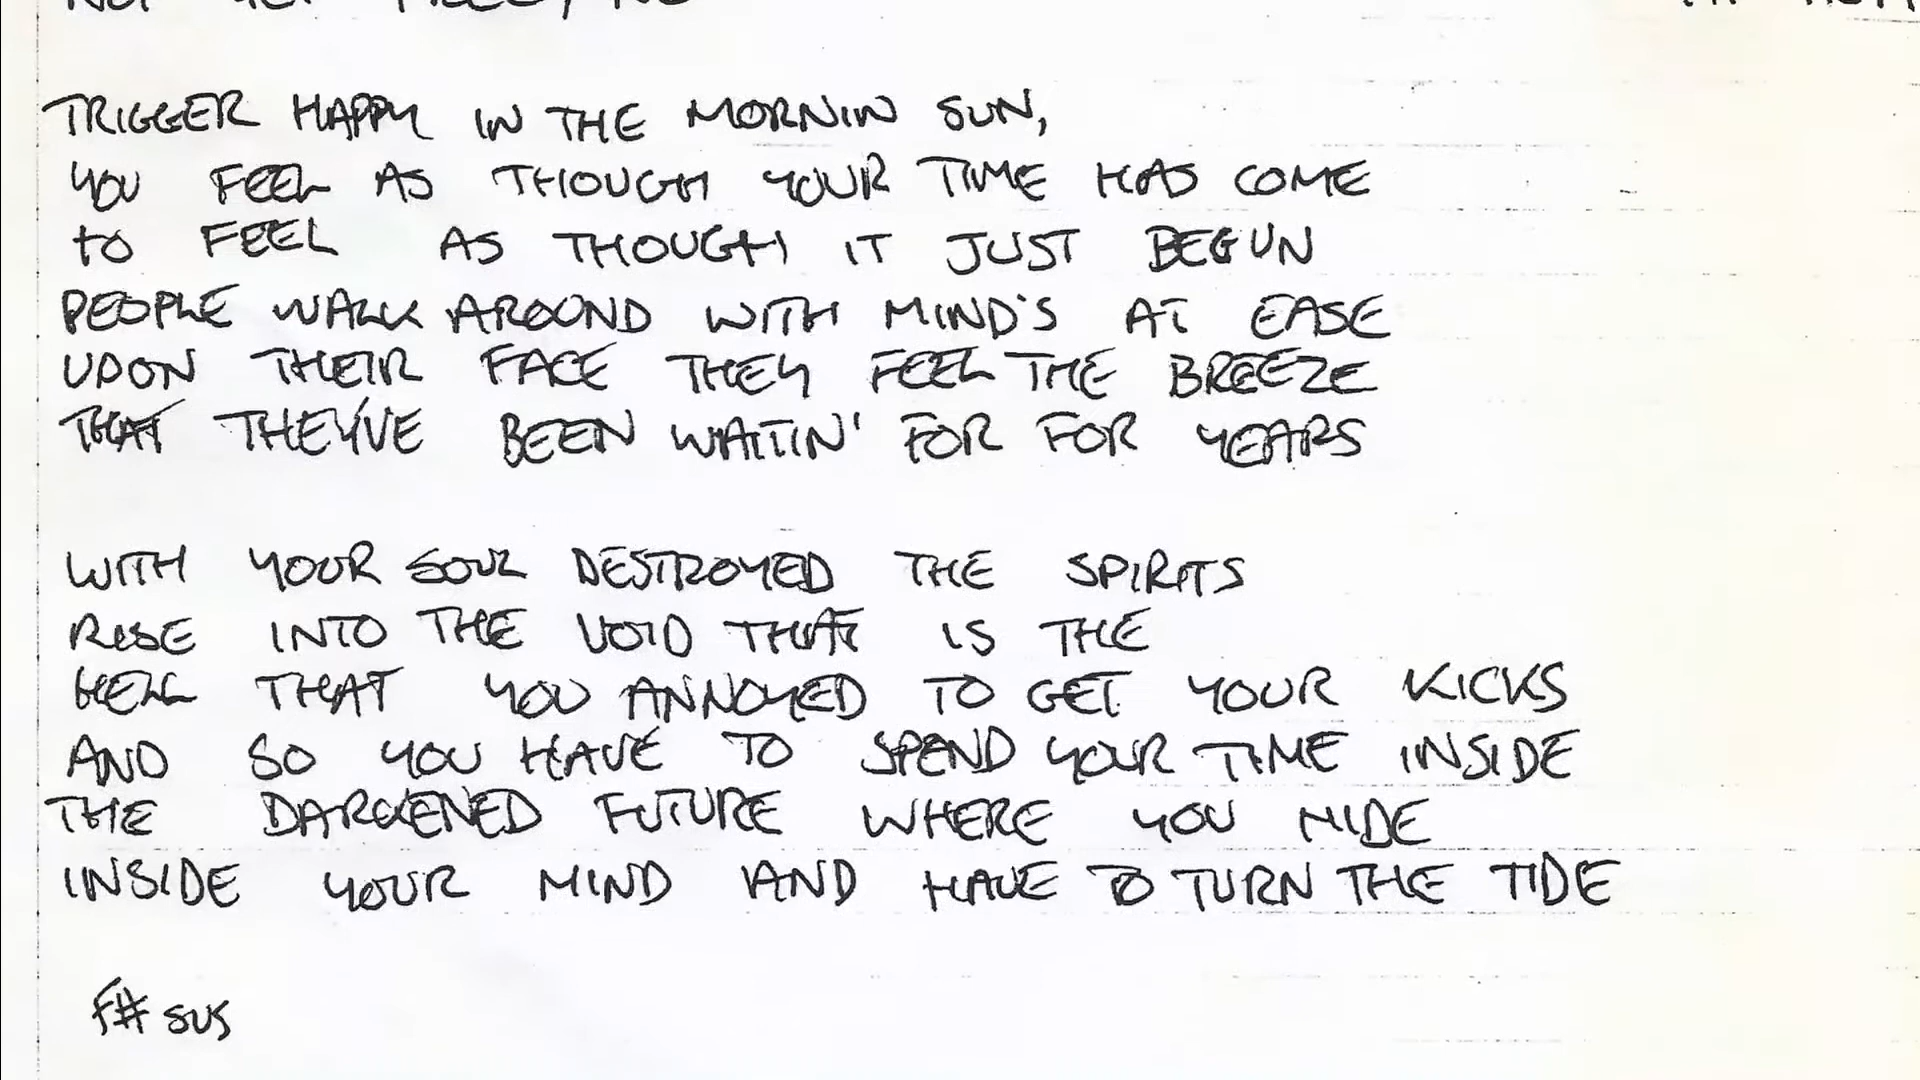 TRIGGER HAPPY IN THE MORNIN SUN,
YOU FEEL AS THOUGH YOUR TIME HAS COME
TO FEEL AS THOUGH IT JUST BEGUN
PEOPLE WALK AROUND WITH MIND'S AT EASE
UPON THEIR FACE THEY FEEL THE BREEZE
THAT THEY'VE BEEN WAITIN' FOR FOR YEARS
WITH YOUR SOUL DESTROYED THE SPIRITS
RISE INTO THE VOID THAT IS THE
HELL THAT YOU ANNOYED TO GET YOUR KICKS
AND SO YOU HAVE TO SPEND YOUR TIME INSIDE
THE DARKENED FUTURE WHERE YOU HIDE
INSIDE YOUR MIND AND HAVE TO TURN THE TIDE
F# SUS